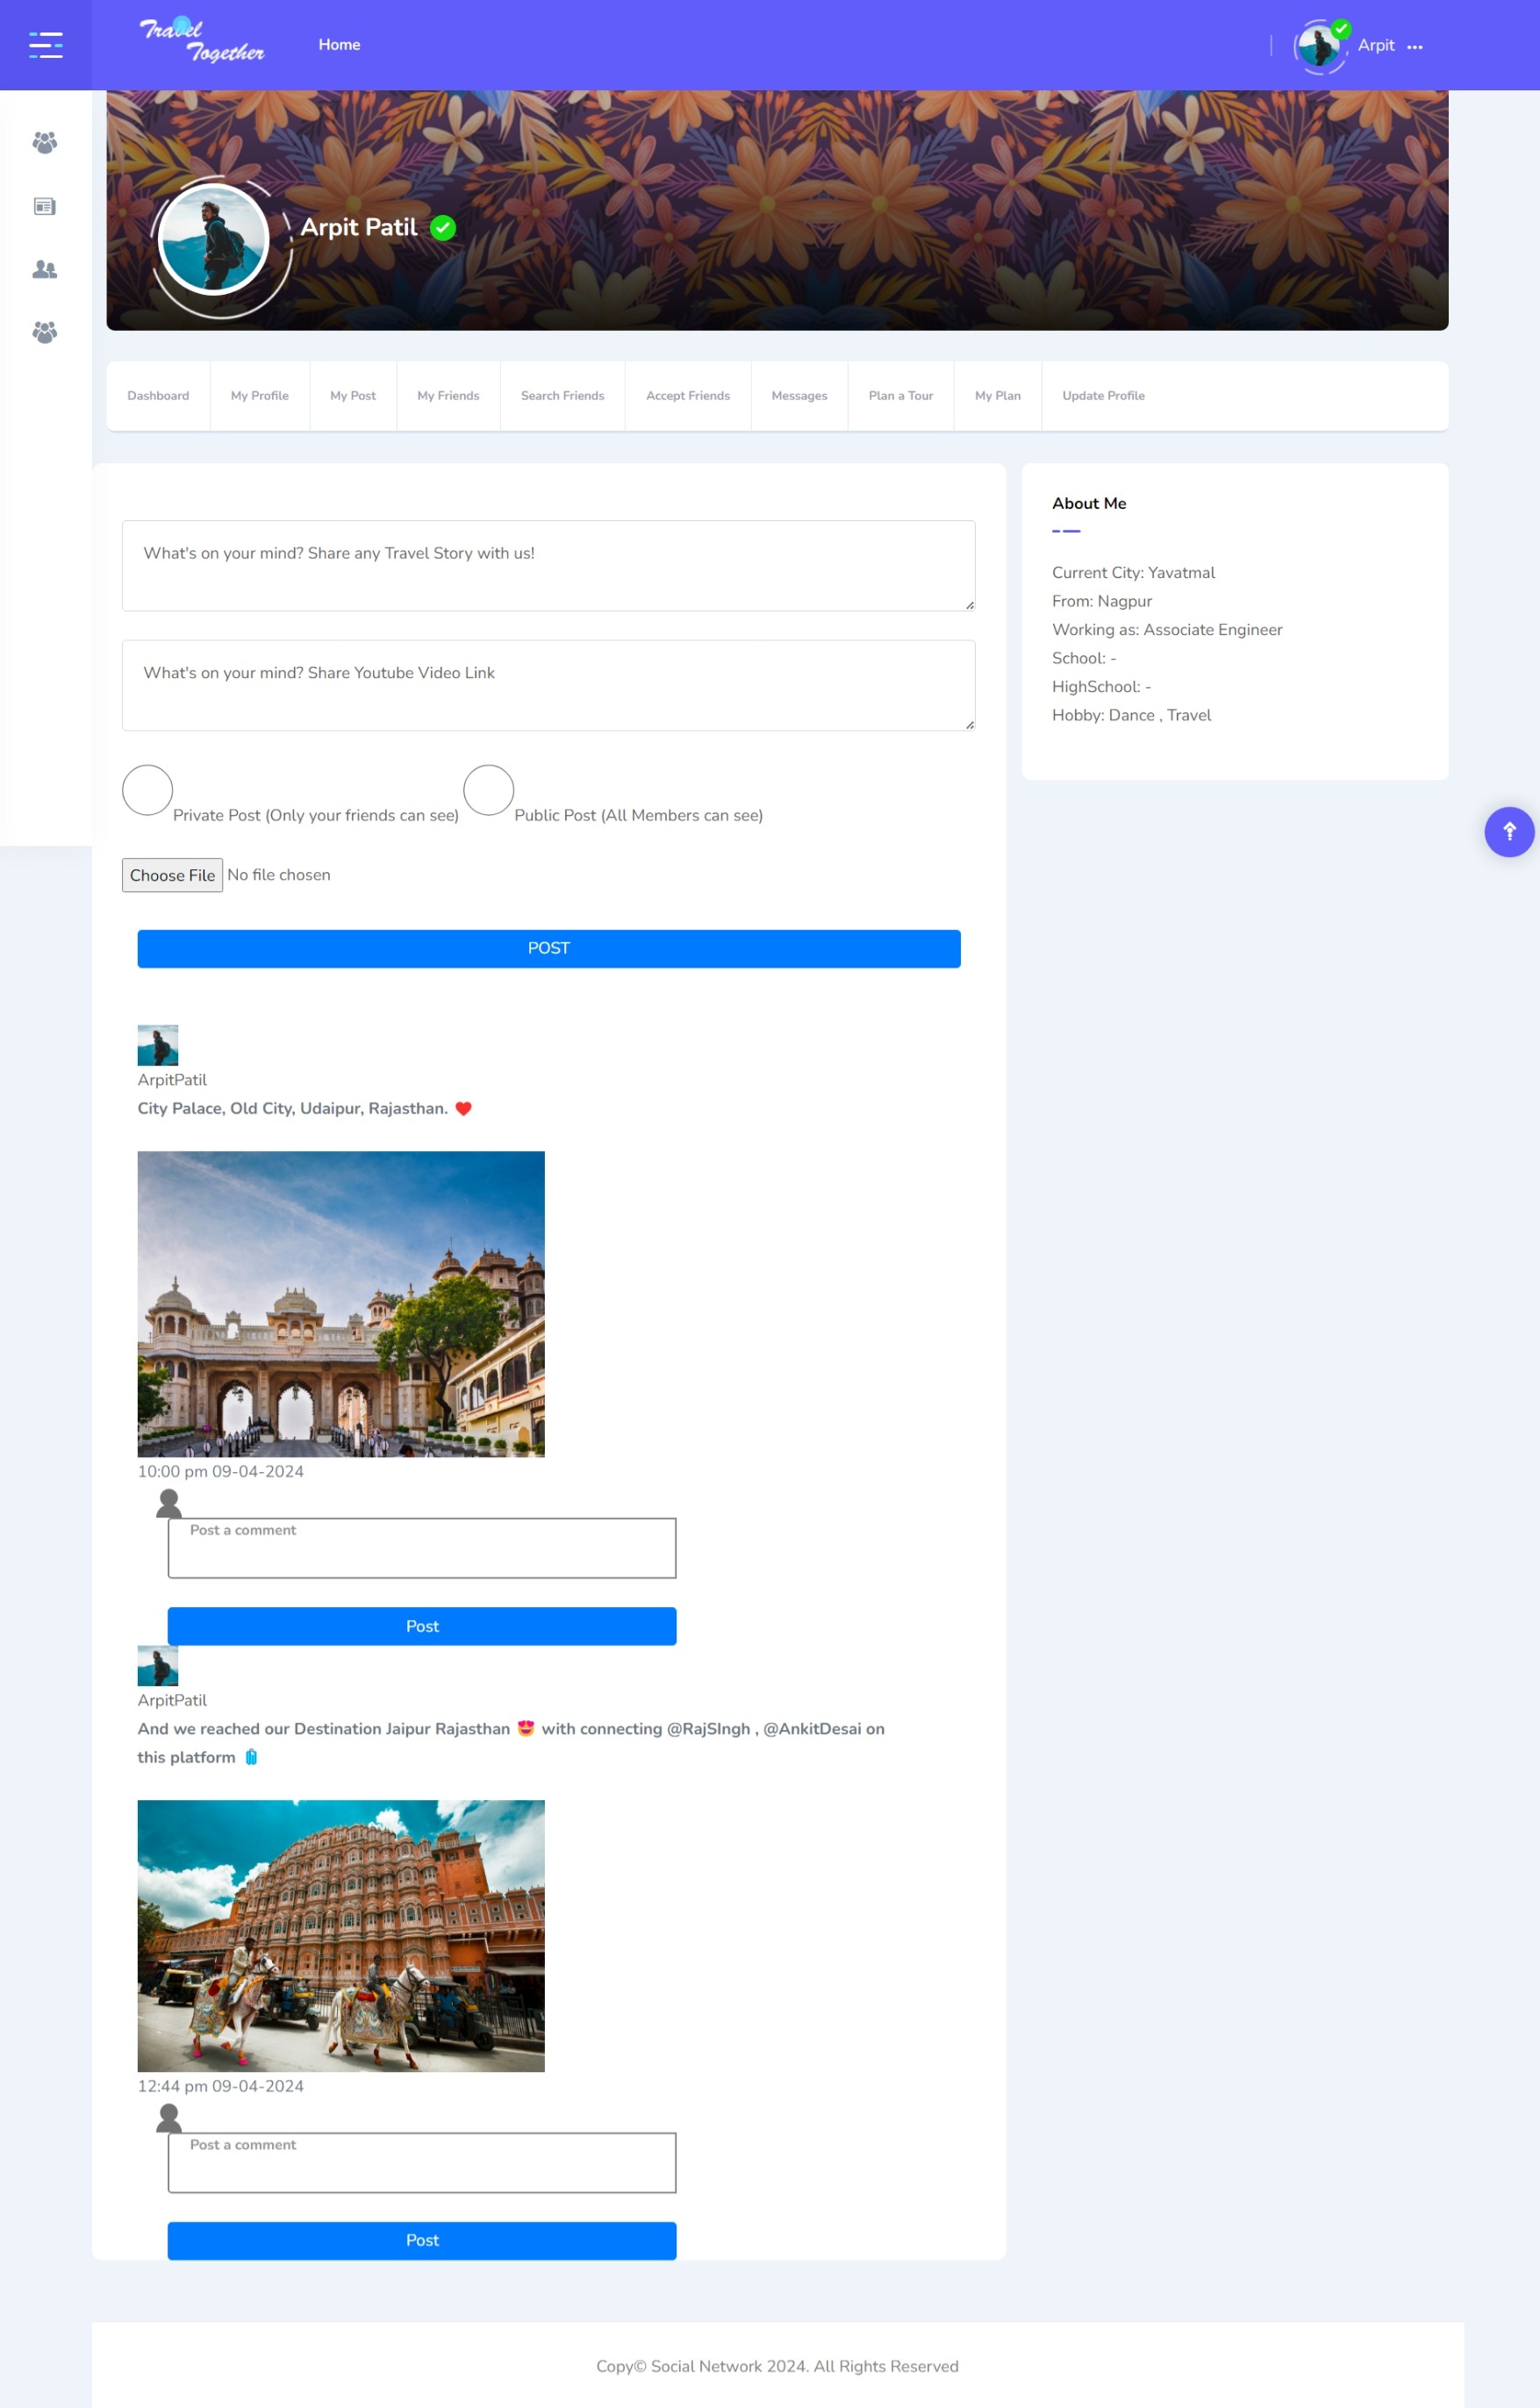 Travel
Together
Home
Arpit
Arpit Patil
Dashboard
My Profile
My Post
My Friends
Search Friends
Accept Friends
Messages
Plan a Tour
My Plan
Update Profile
What's on your mind? Share any Travel Story with us!
What's on your mind? Share Youtube Video Link
Private Post (Only your friends can see) Public Post (All Members can see)
Choose File No file chosen
POST
About Me
Current City: Yavatmal
From: Nagpur
Working as: Associate Engineer
School: -
HighSchool: -
Hobby: Dance , Travel
ArpitPatil
City Palace, Old City, Udaipur, Rajasthan. ❤️
10:00 pm 09-04-2024
Post a comment
Post
ArpitPatil
And we reached our Destination Jaipur Rajasthan 😍 with connecting @RajSIngh , @AnkitDesai on
this platform 🧳
12:44 pm 09-04-2024
Post a comment
Post
Copy© Social Network 2024. All Rights Reserved